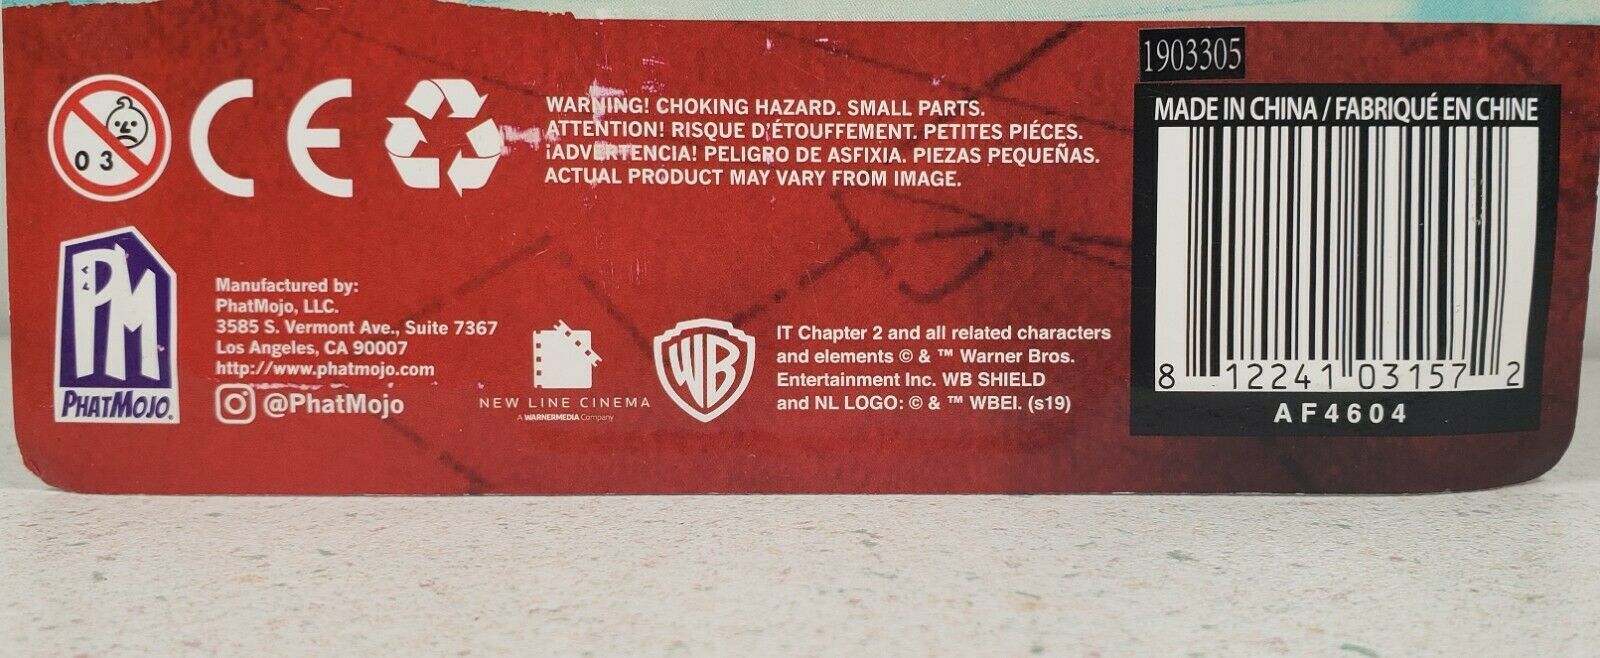 1903305
0 3
CE
WARNING! CHOKING HAZARD. SMALL PARTS.
ATTENTION! RISQUE D'ÉTOUFFEMENT. PETITES PIÉCES.
¡ADVERTENCIA! PELIGRO DE ASFIXIA. PIEZAS PEQUEÑAS.
ACTUAL PRODUCT MAY VARY FROM IMAGE.
MADE IN CHINA / FABRIQUÉ EN CHINE
8 12241 03157 2
AF4604
PM
PHATMOJO.
Manufactured by:
PhatMojo, LLC.
3585 S. Vermont Ave., Suite 7367
Los Angeles, CA 90007
http://www.phatmojo.com
@PhatMojo
NEW LINE CINEMA
A WARNERMEDIA Company
WB
IT Chapter 2 and all related characters
and elements © & ™ Warner Bros.
Entertainment Inc. WB SHIELD
and NL LOGO: © & ™ WBEI. (s19)